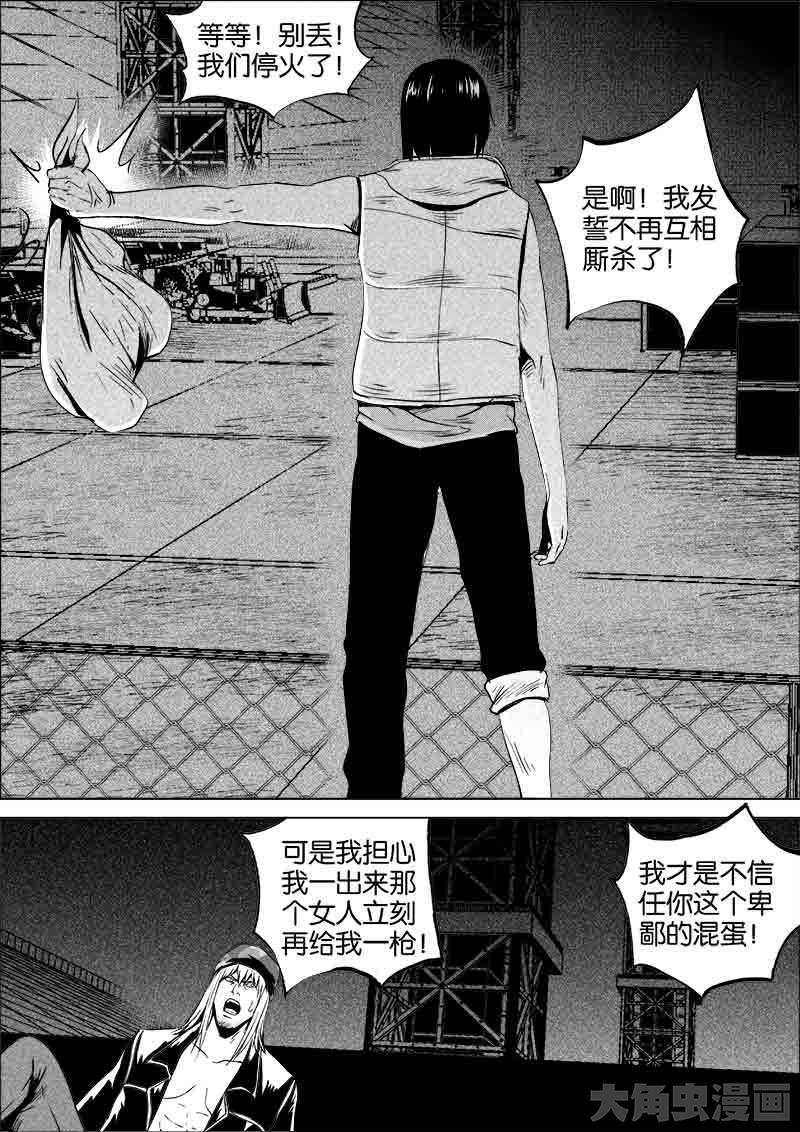 等等！别丢！
我们停火了！
是啊！我发
誓不再互相
厮杀了！
可是我担心
我一出来那
个女人立刻
再给我一枪！
我才是不信
任你这个卑
鄙的混蛋！
大角虫漫画